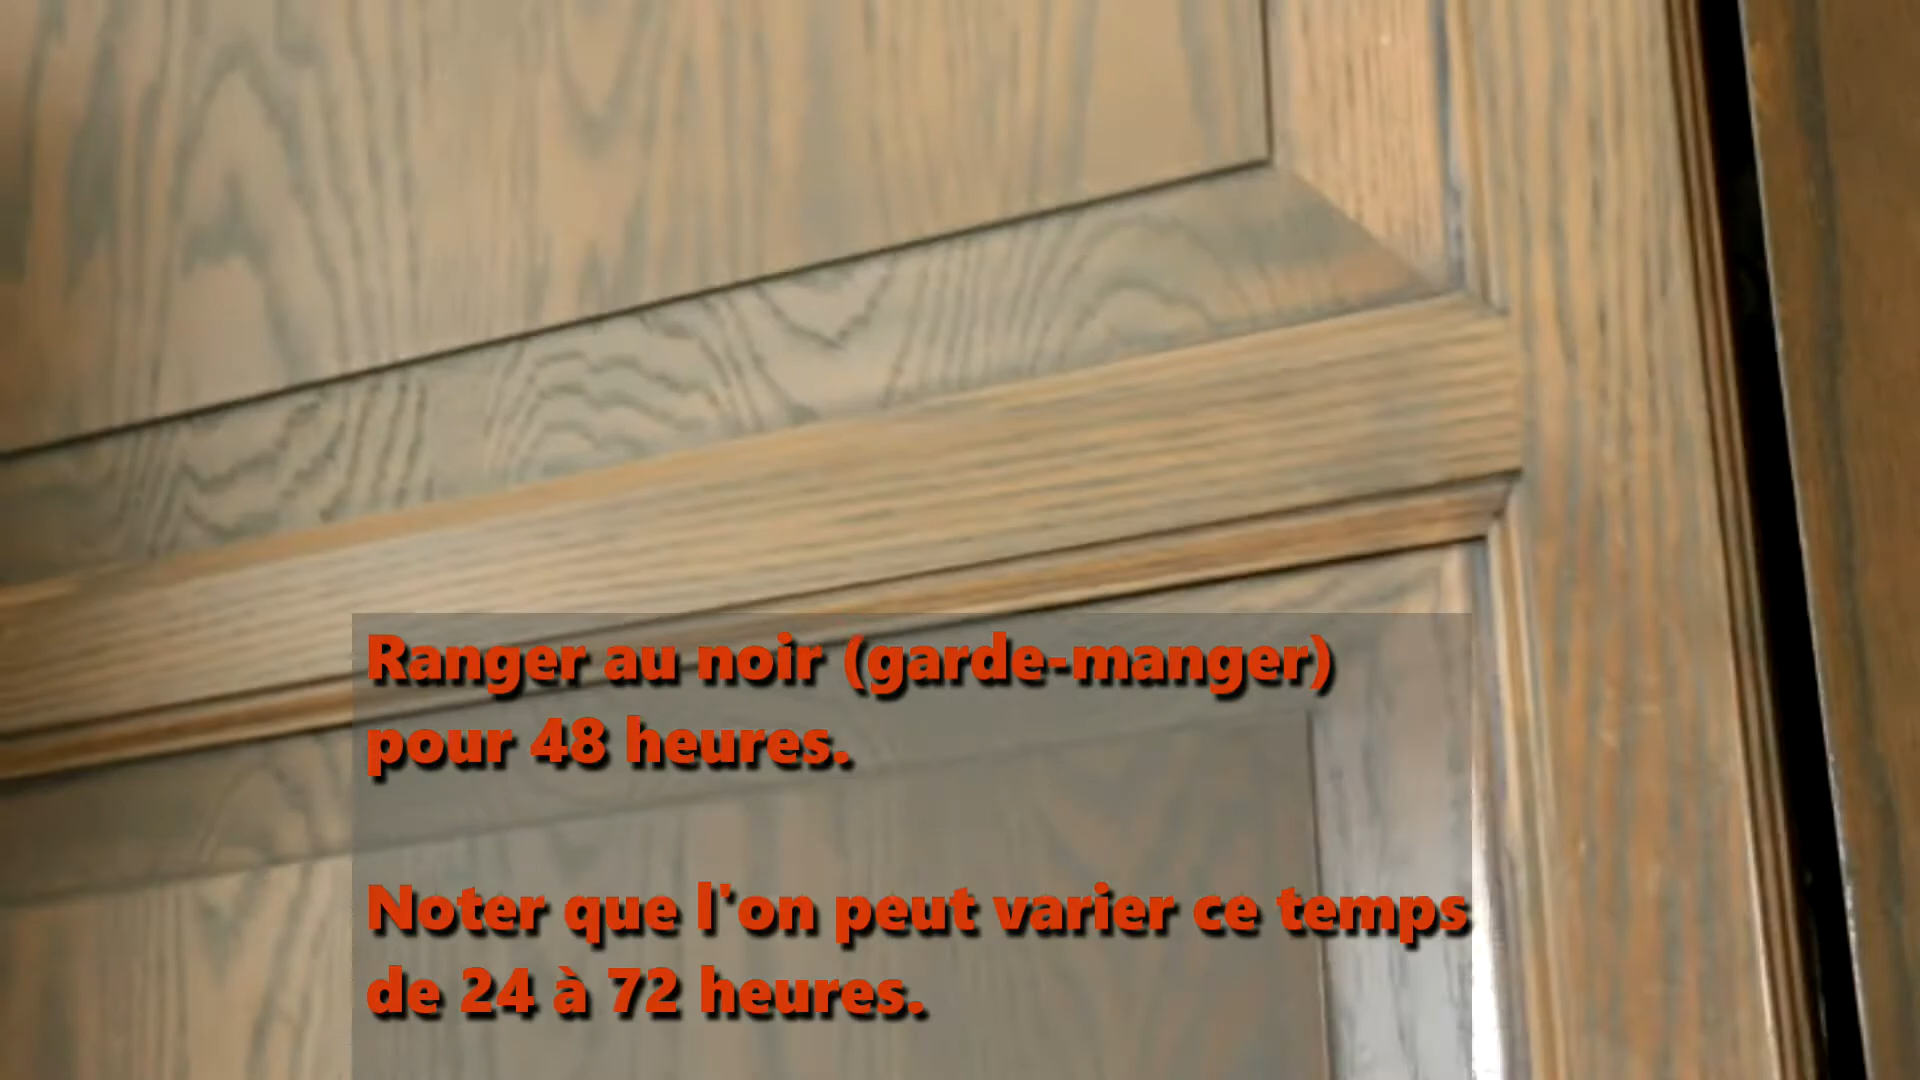 Ranger au noir (garde-manger)
pour 48 heures.
Noter que l'on peut varier ce temps
de 24 à 72 heures.